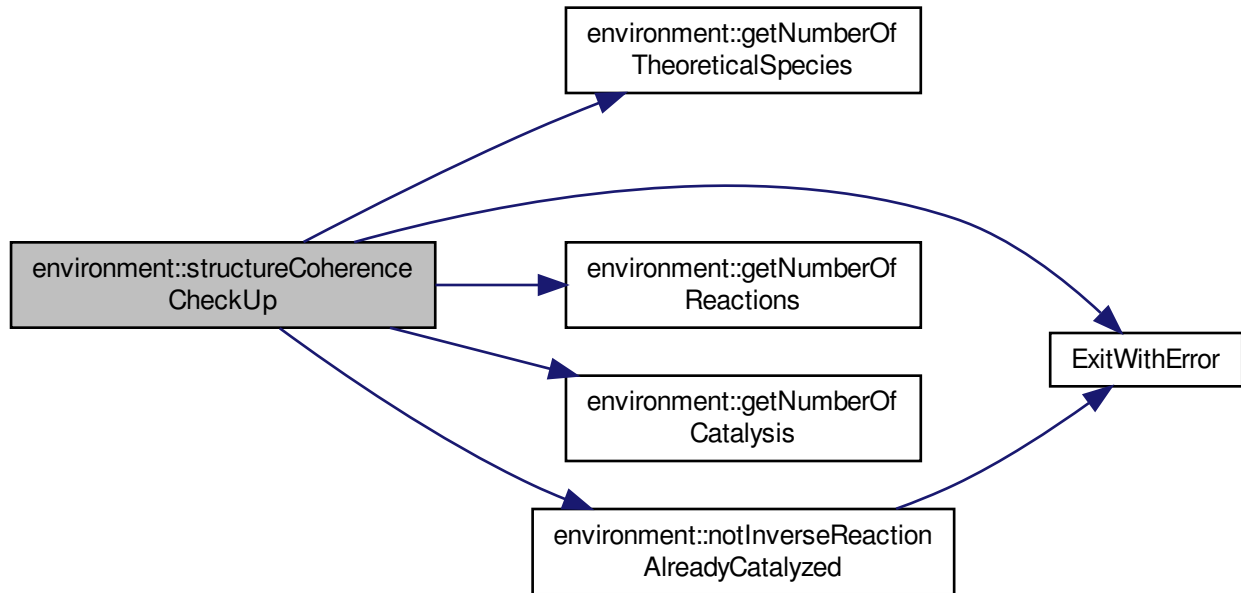 environment::getNumberOf
TheoreticalSpecies
environment::structureCoherence
CheckUp
environment::getNumberOf
Reactions
ExitWithError
environment::getNumberOf
Catalysis
environment::notInverseReaction
AlreadyCatalyzed